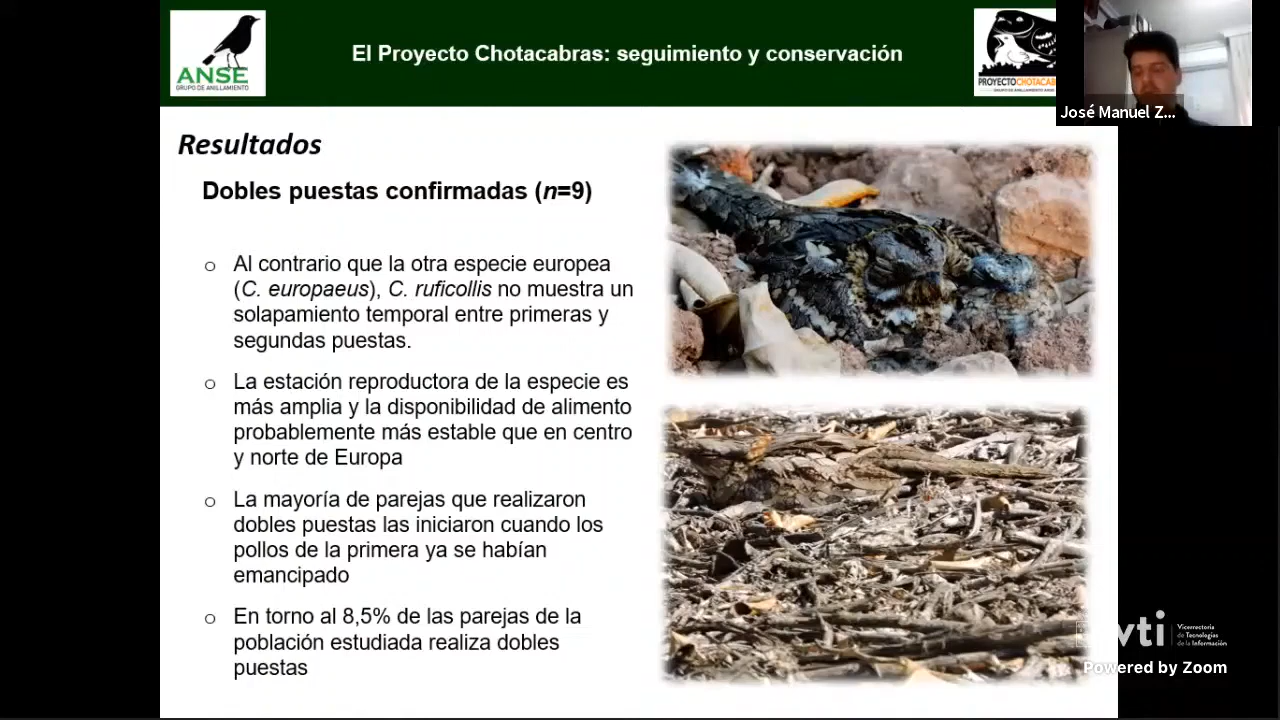 ANSE
GRUPO DE ANILLAMIENTO
El Proyecto Chotacabras: seguimiento y conservación
PROYECTOCHOTACAB
José Manuel Z...
Resultados
Dobles puestas confirmadas (n=9)
o Al contrario que la otra especie europea
(C. europaeus), C. ruficollis no muestra un
solapamiento temporal entre primeras y
segundas puestas.
o La estación reproductora de la especie es
más amplia y la disponibilidad de alimento
probablemente más estable que en centro
y norte de Europa
o La mayoría de parejas que realizaron
dobles puestas las iniciaron cuando los
pollos de la primera ya se habían
emancipado
o En torno al 8,5% de las parejas de la
población estudiada realiza dobles
puestas
vti
Vicerrectoría
de Tecnologías
de la Información
Powered by Zoom